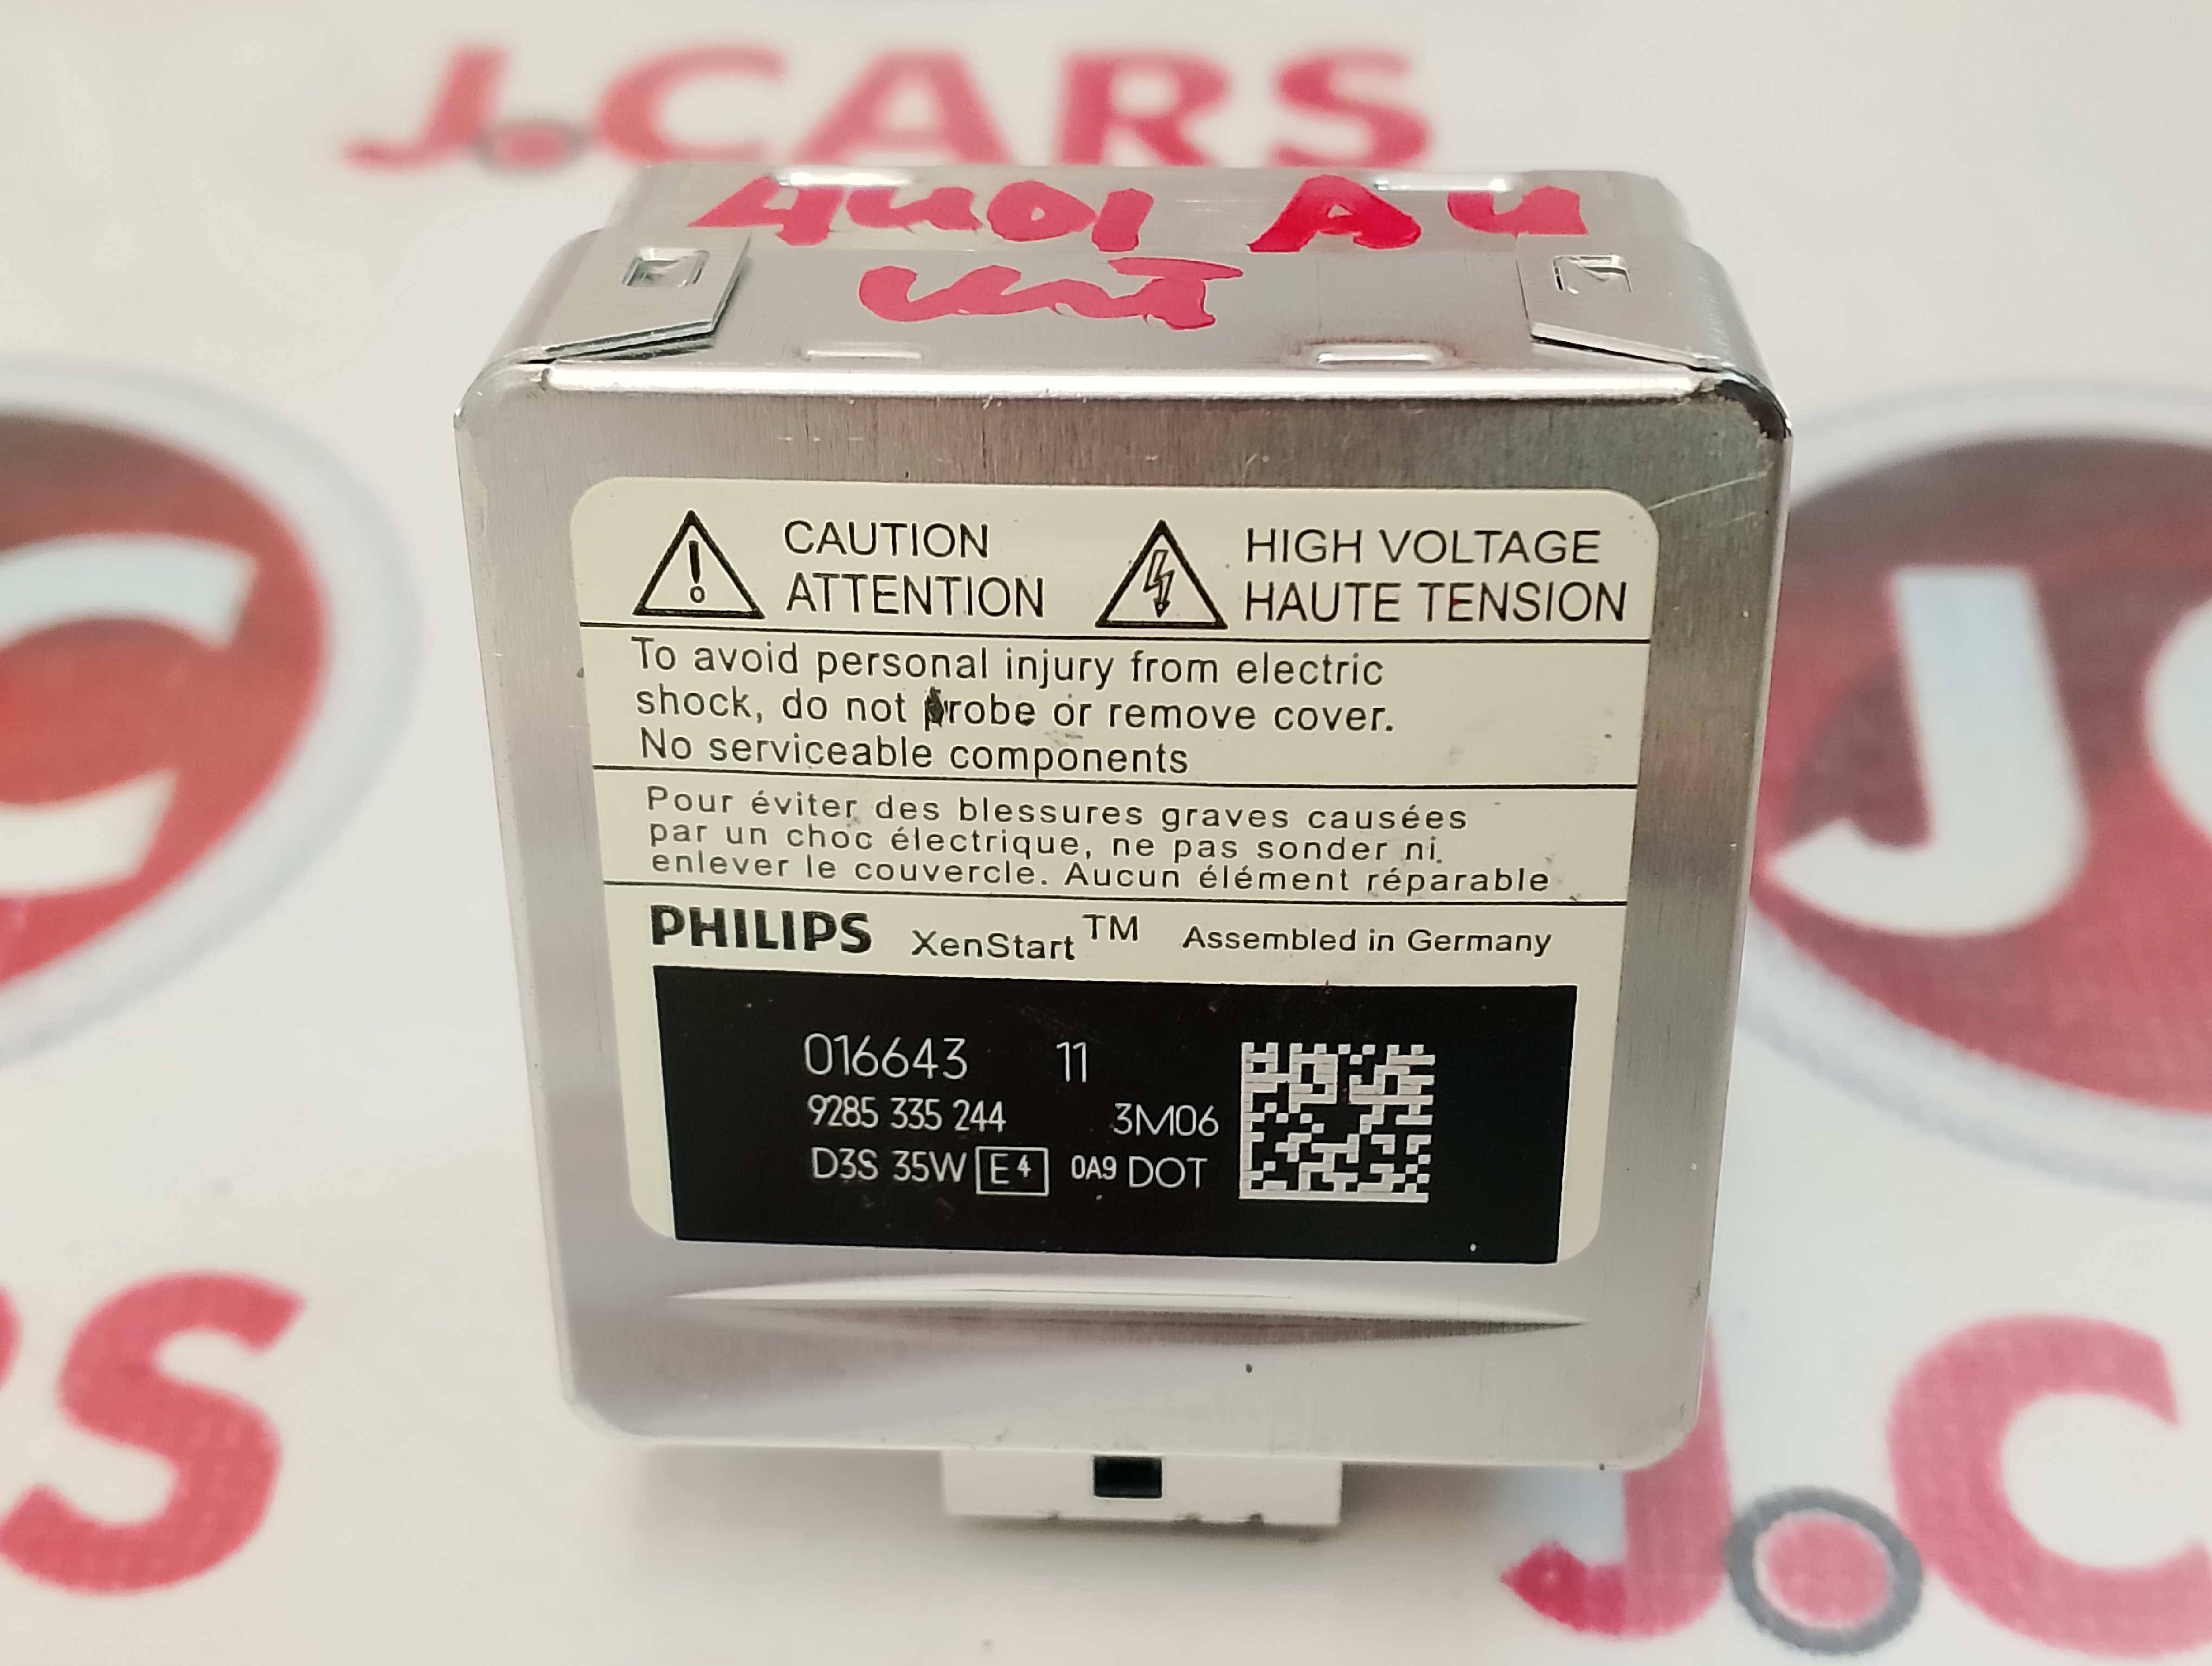 J.CARS
AUDI A4
CAUTION
ATTENTION
HIGH VOLTAGE
HAUTE TENSION
To avoid personal injury from electric
shock, do not probe or remove cover.
No serviceable components
Pour éviter des blessures graves causées
par un choc électrique, ne pas sonder ni.
enlever le couvercle. Aucun élément réparable
PHILIPS XenStart™ Assembled in Germany
016643 11
9285 335 244 3M06
D3S 35W E4 0A9 DOT
C
JC
RS
J.C